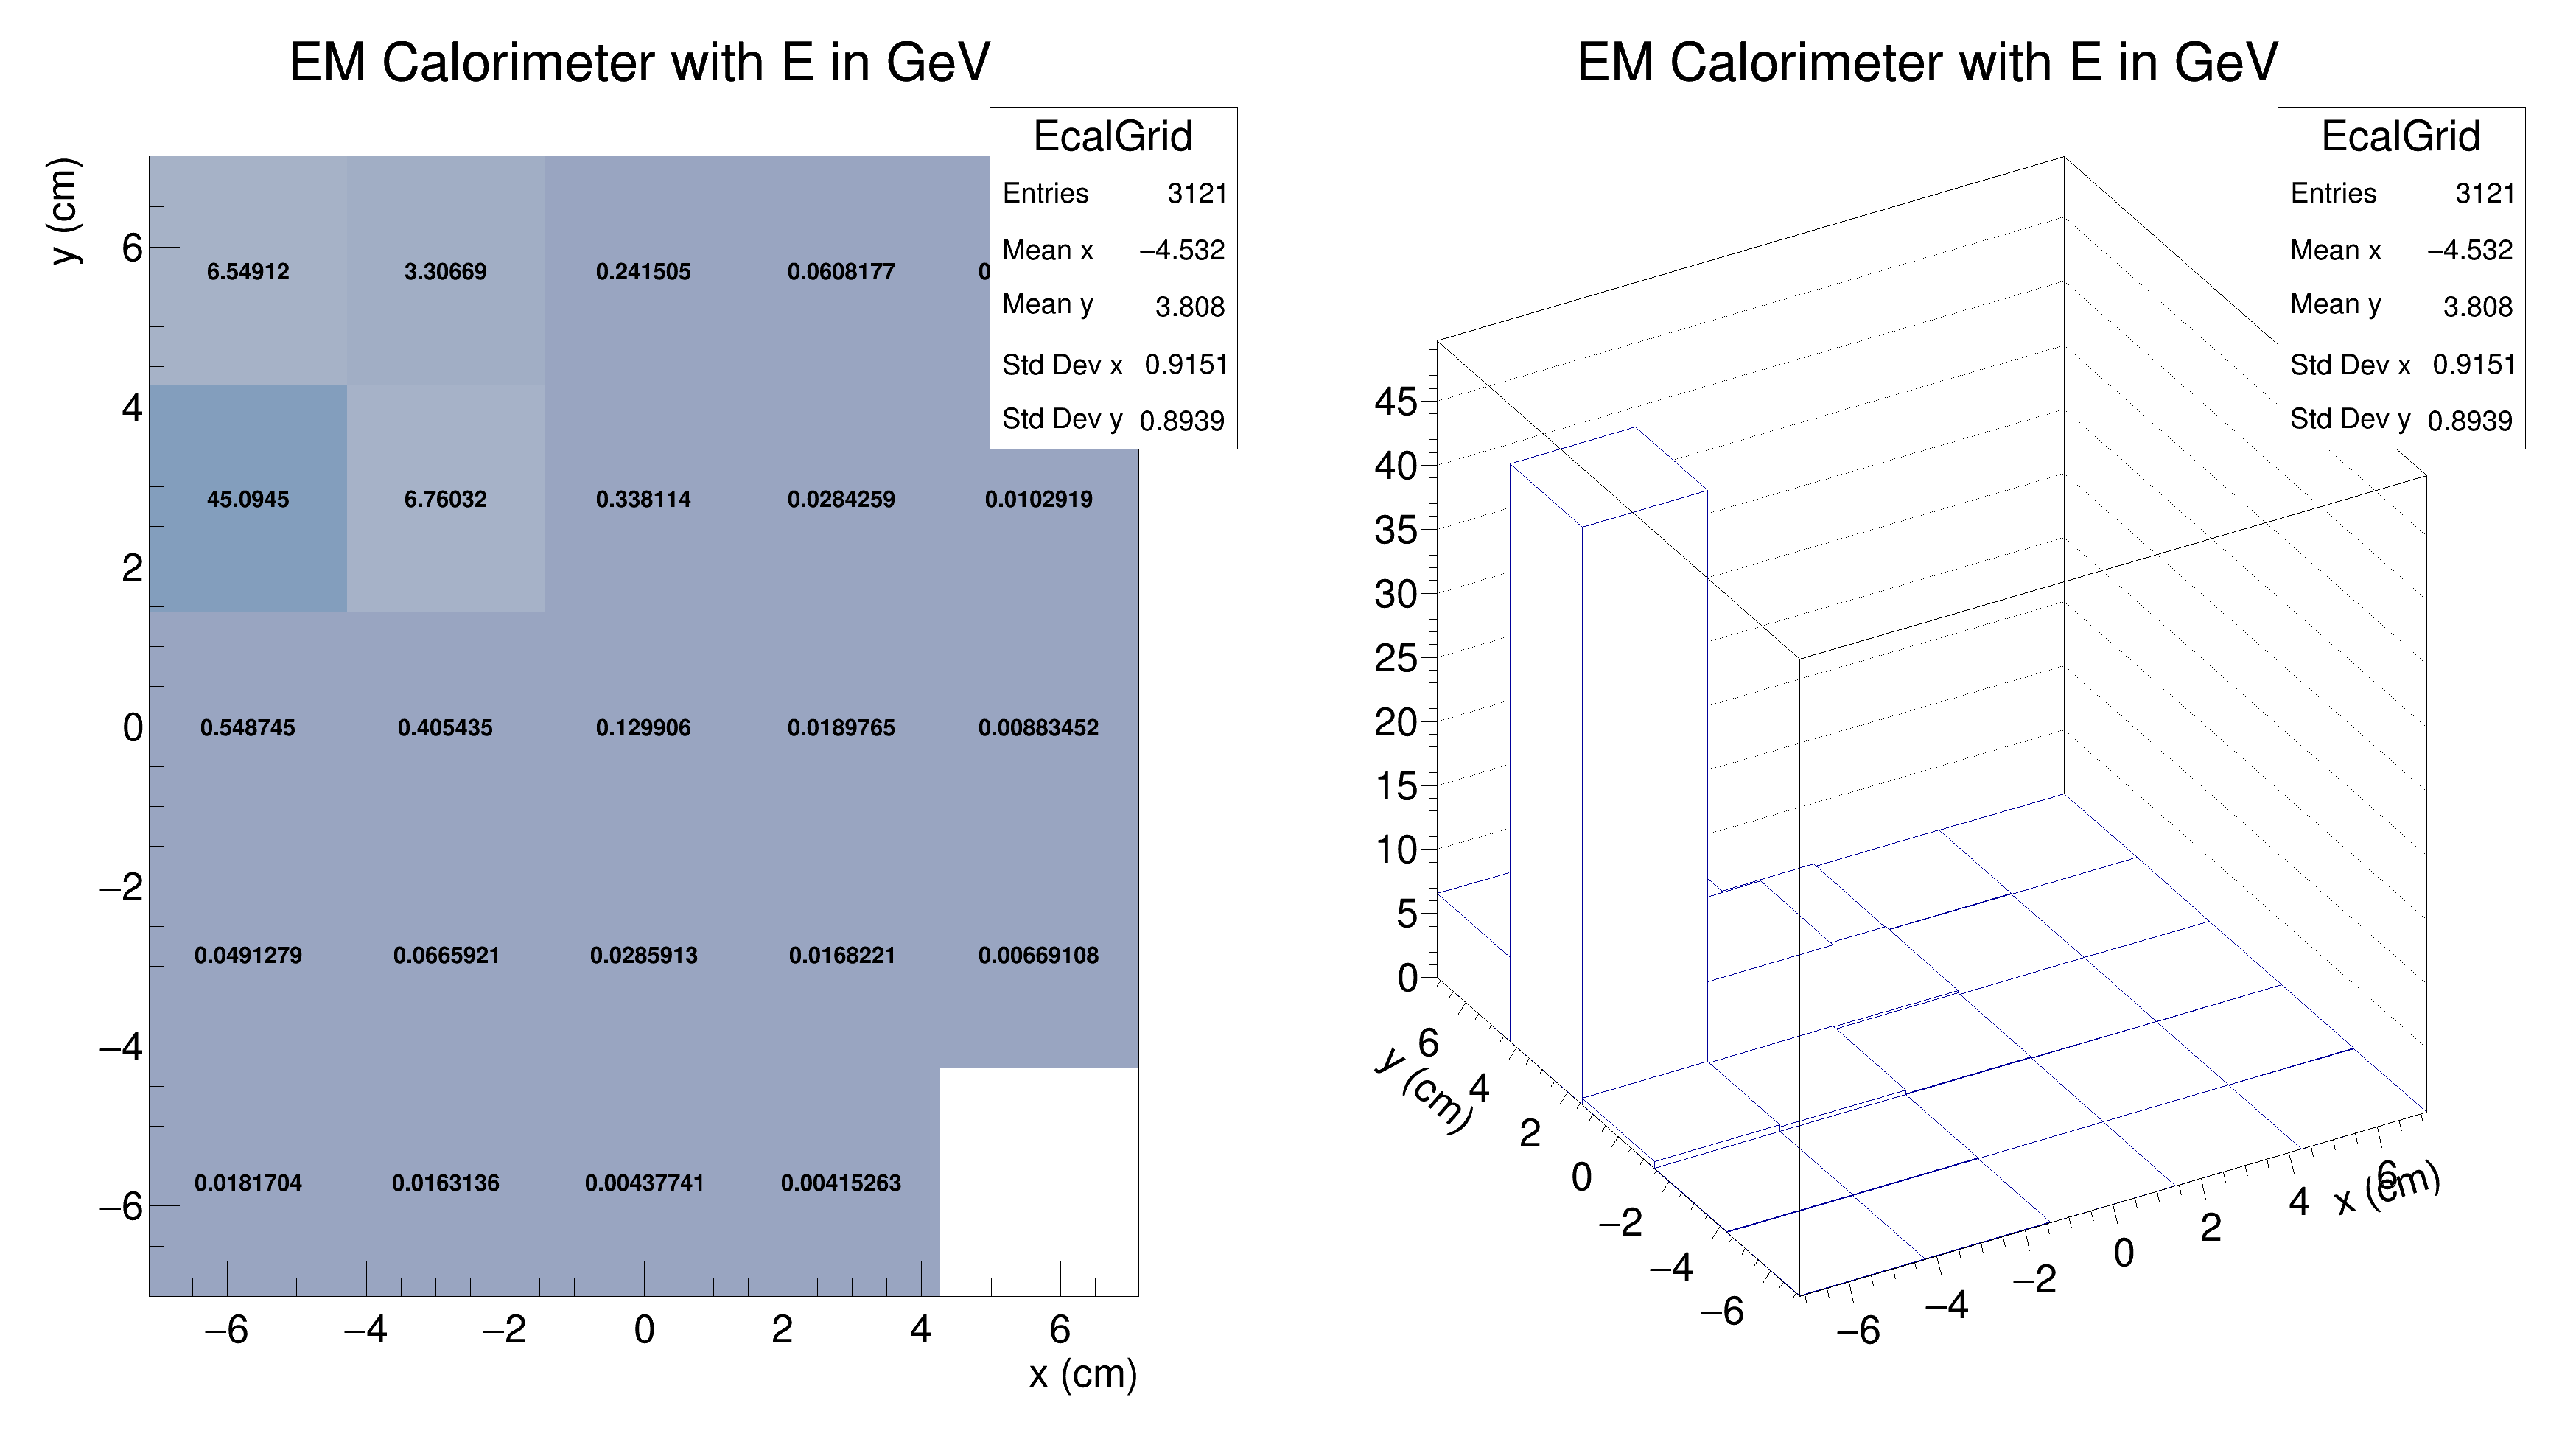 EM Calorimeter with E in GeV
EcalGrid
Entries 3121
Mean x −4.532
Mean y 3.808
Std Dev x 0.9151
Std Dev y 0.8939
y (cm)
6
4
2
0
−2
−4
−6
6.54912 3.30669 0.241505 0.0608177
45.0945 6.76032 0.338114 0.0284259 0.0102919
0.548745 0.405435 0.129906 0.0189765 0.00883452
0.0491279 0.0665921 0.0285913 0.0168221 0.00669108
0.0181704 0.0163136 0.00437741 0.00415263
−6 −4 −2 0 2 4 6
x (cm)
EM Calorimeter with E in GeV
EcalGrid
Entries 3121
Mean x −4.532
Mean y 3.808
Std Dev x 0.9151
Std Dev y 0.8939
45
40
35
30
25
20
15
10
5
0
6
4
2
0
−2
−4
−6
y (cm)
−6
−4
−2
0
2
4
6
x (cm)